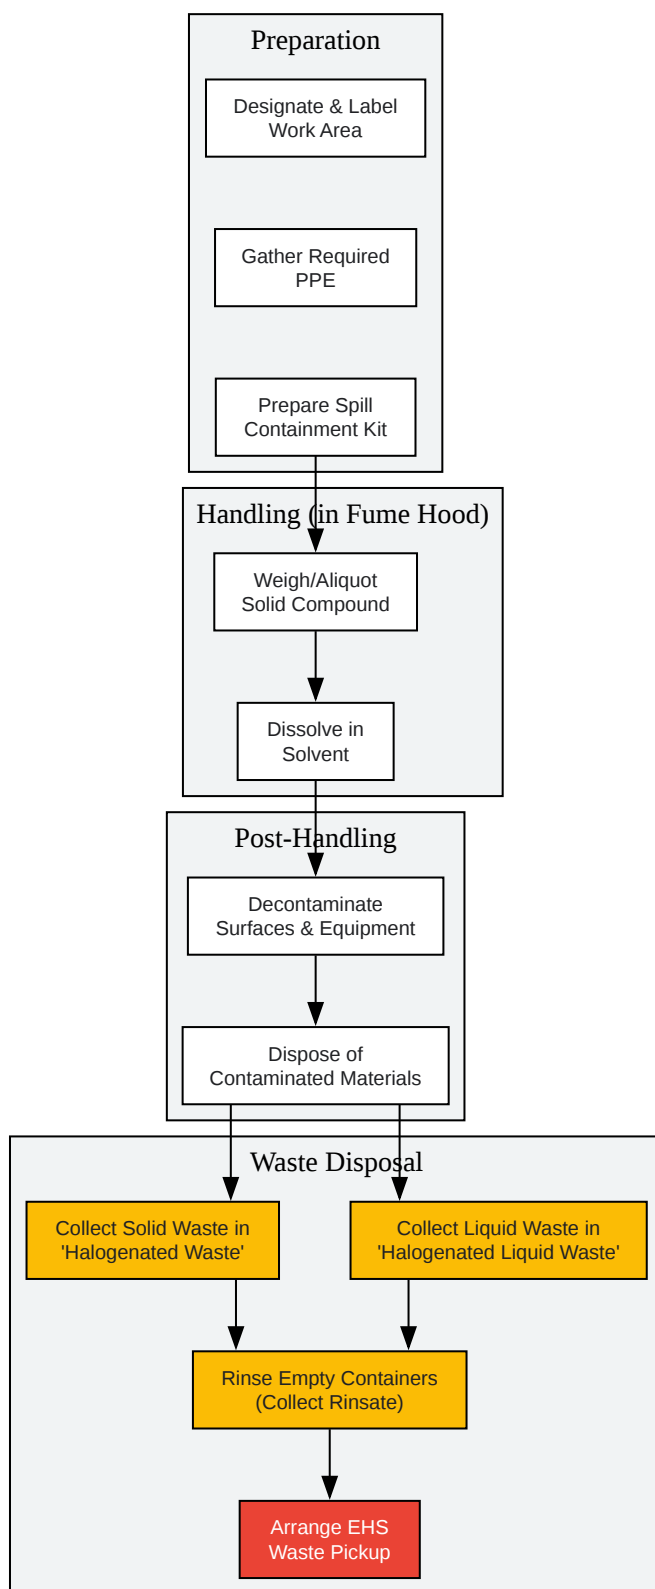 Preparation
Designate & Label
Work Area
Gather Required
PPE
Prepare Spill
Containment Kit
Handling (in Fume Hood)
Weigh/Aliquot
Solid Compound
Dissolve in
Solvent
Post-Handling
Decontaminate
Surfaces & Equipment
Dispose of
Contaminated Materials
Waste Disposal
Collect Solid Waste in
'Halogenated Waste'
Collect Liquid Waste in
'Halogenated Liquid Waste'
Rinse Empty Containers
(Collect Rinsate)
Arrange EHS
Waste Pickup